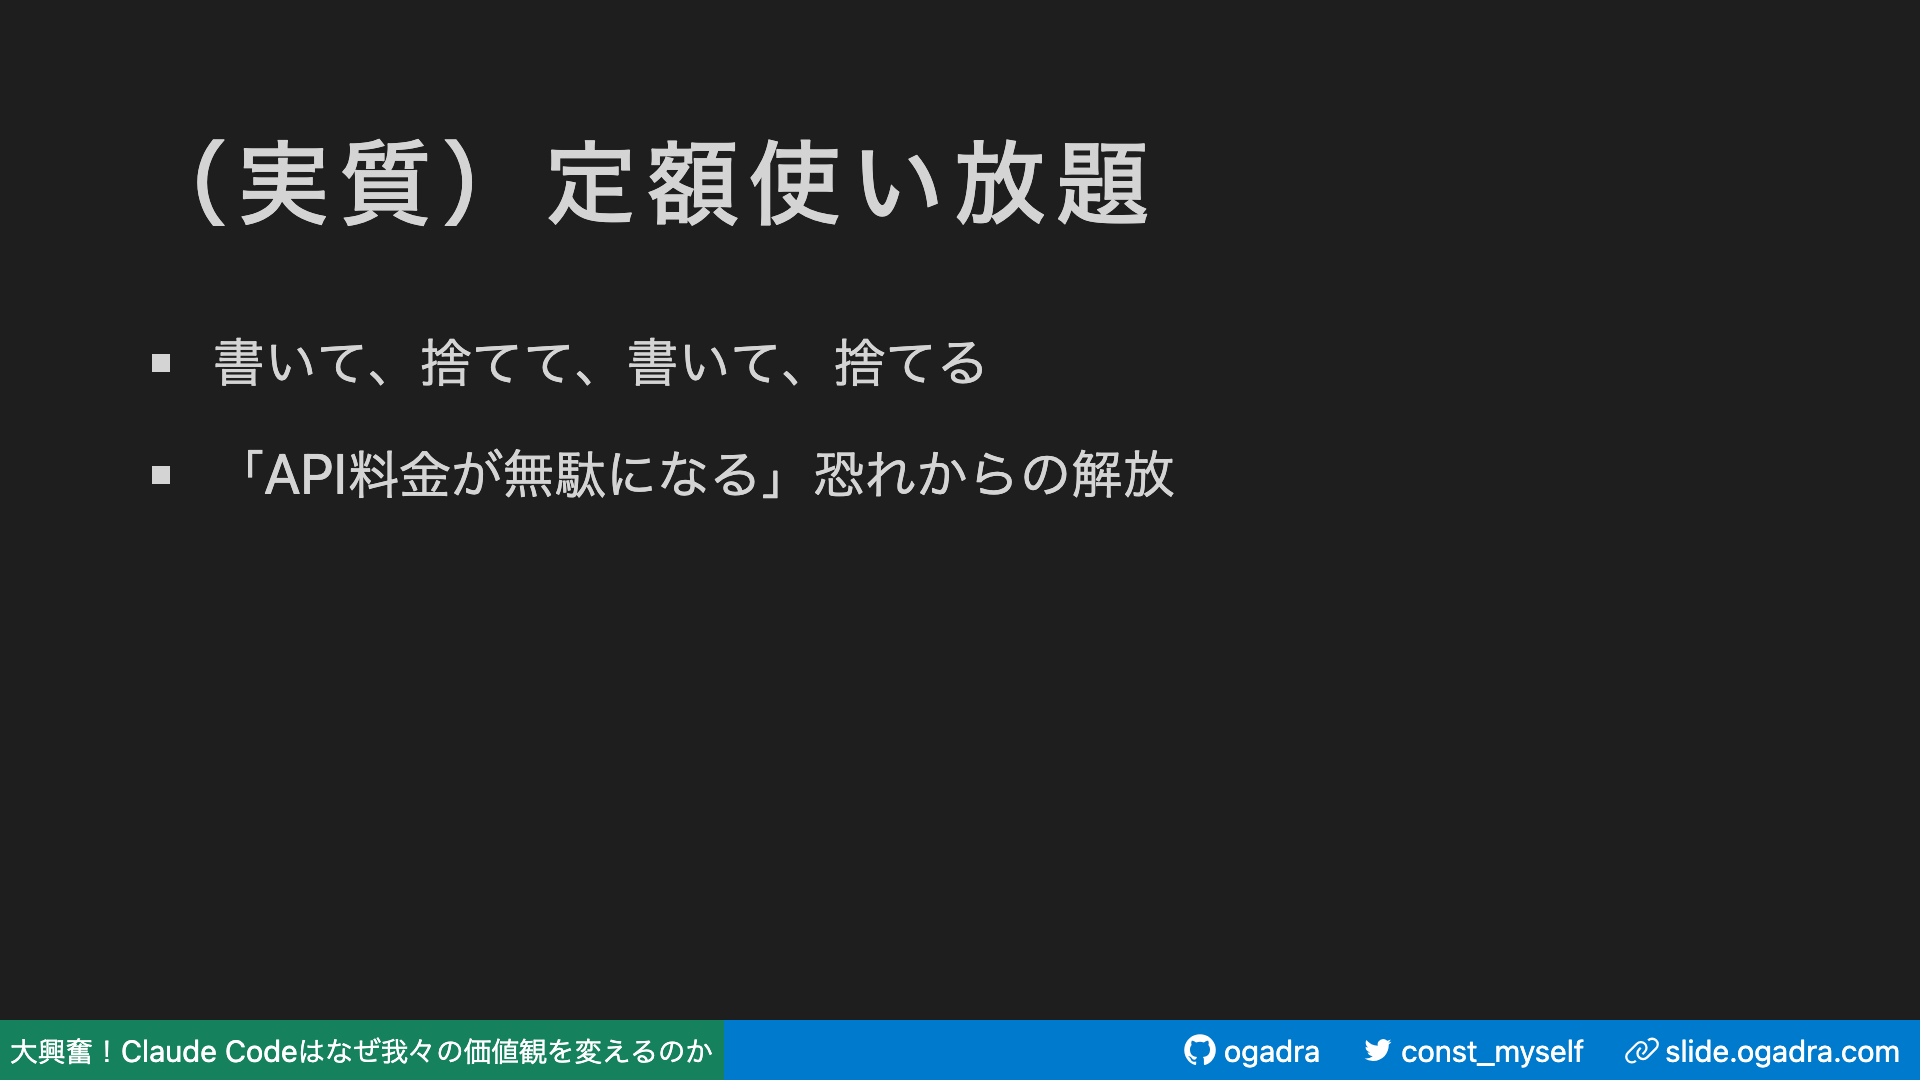 （実質）定額使い放題
書いて、捨てて、書いて、捨てる
「API料金が無駄になる」恐れからの解放
大興奮！Claude Codeはなぜ我々の価値観を変えるのか
ogadra
const_myself
slide.ogadra.com